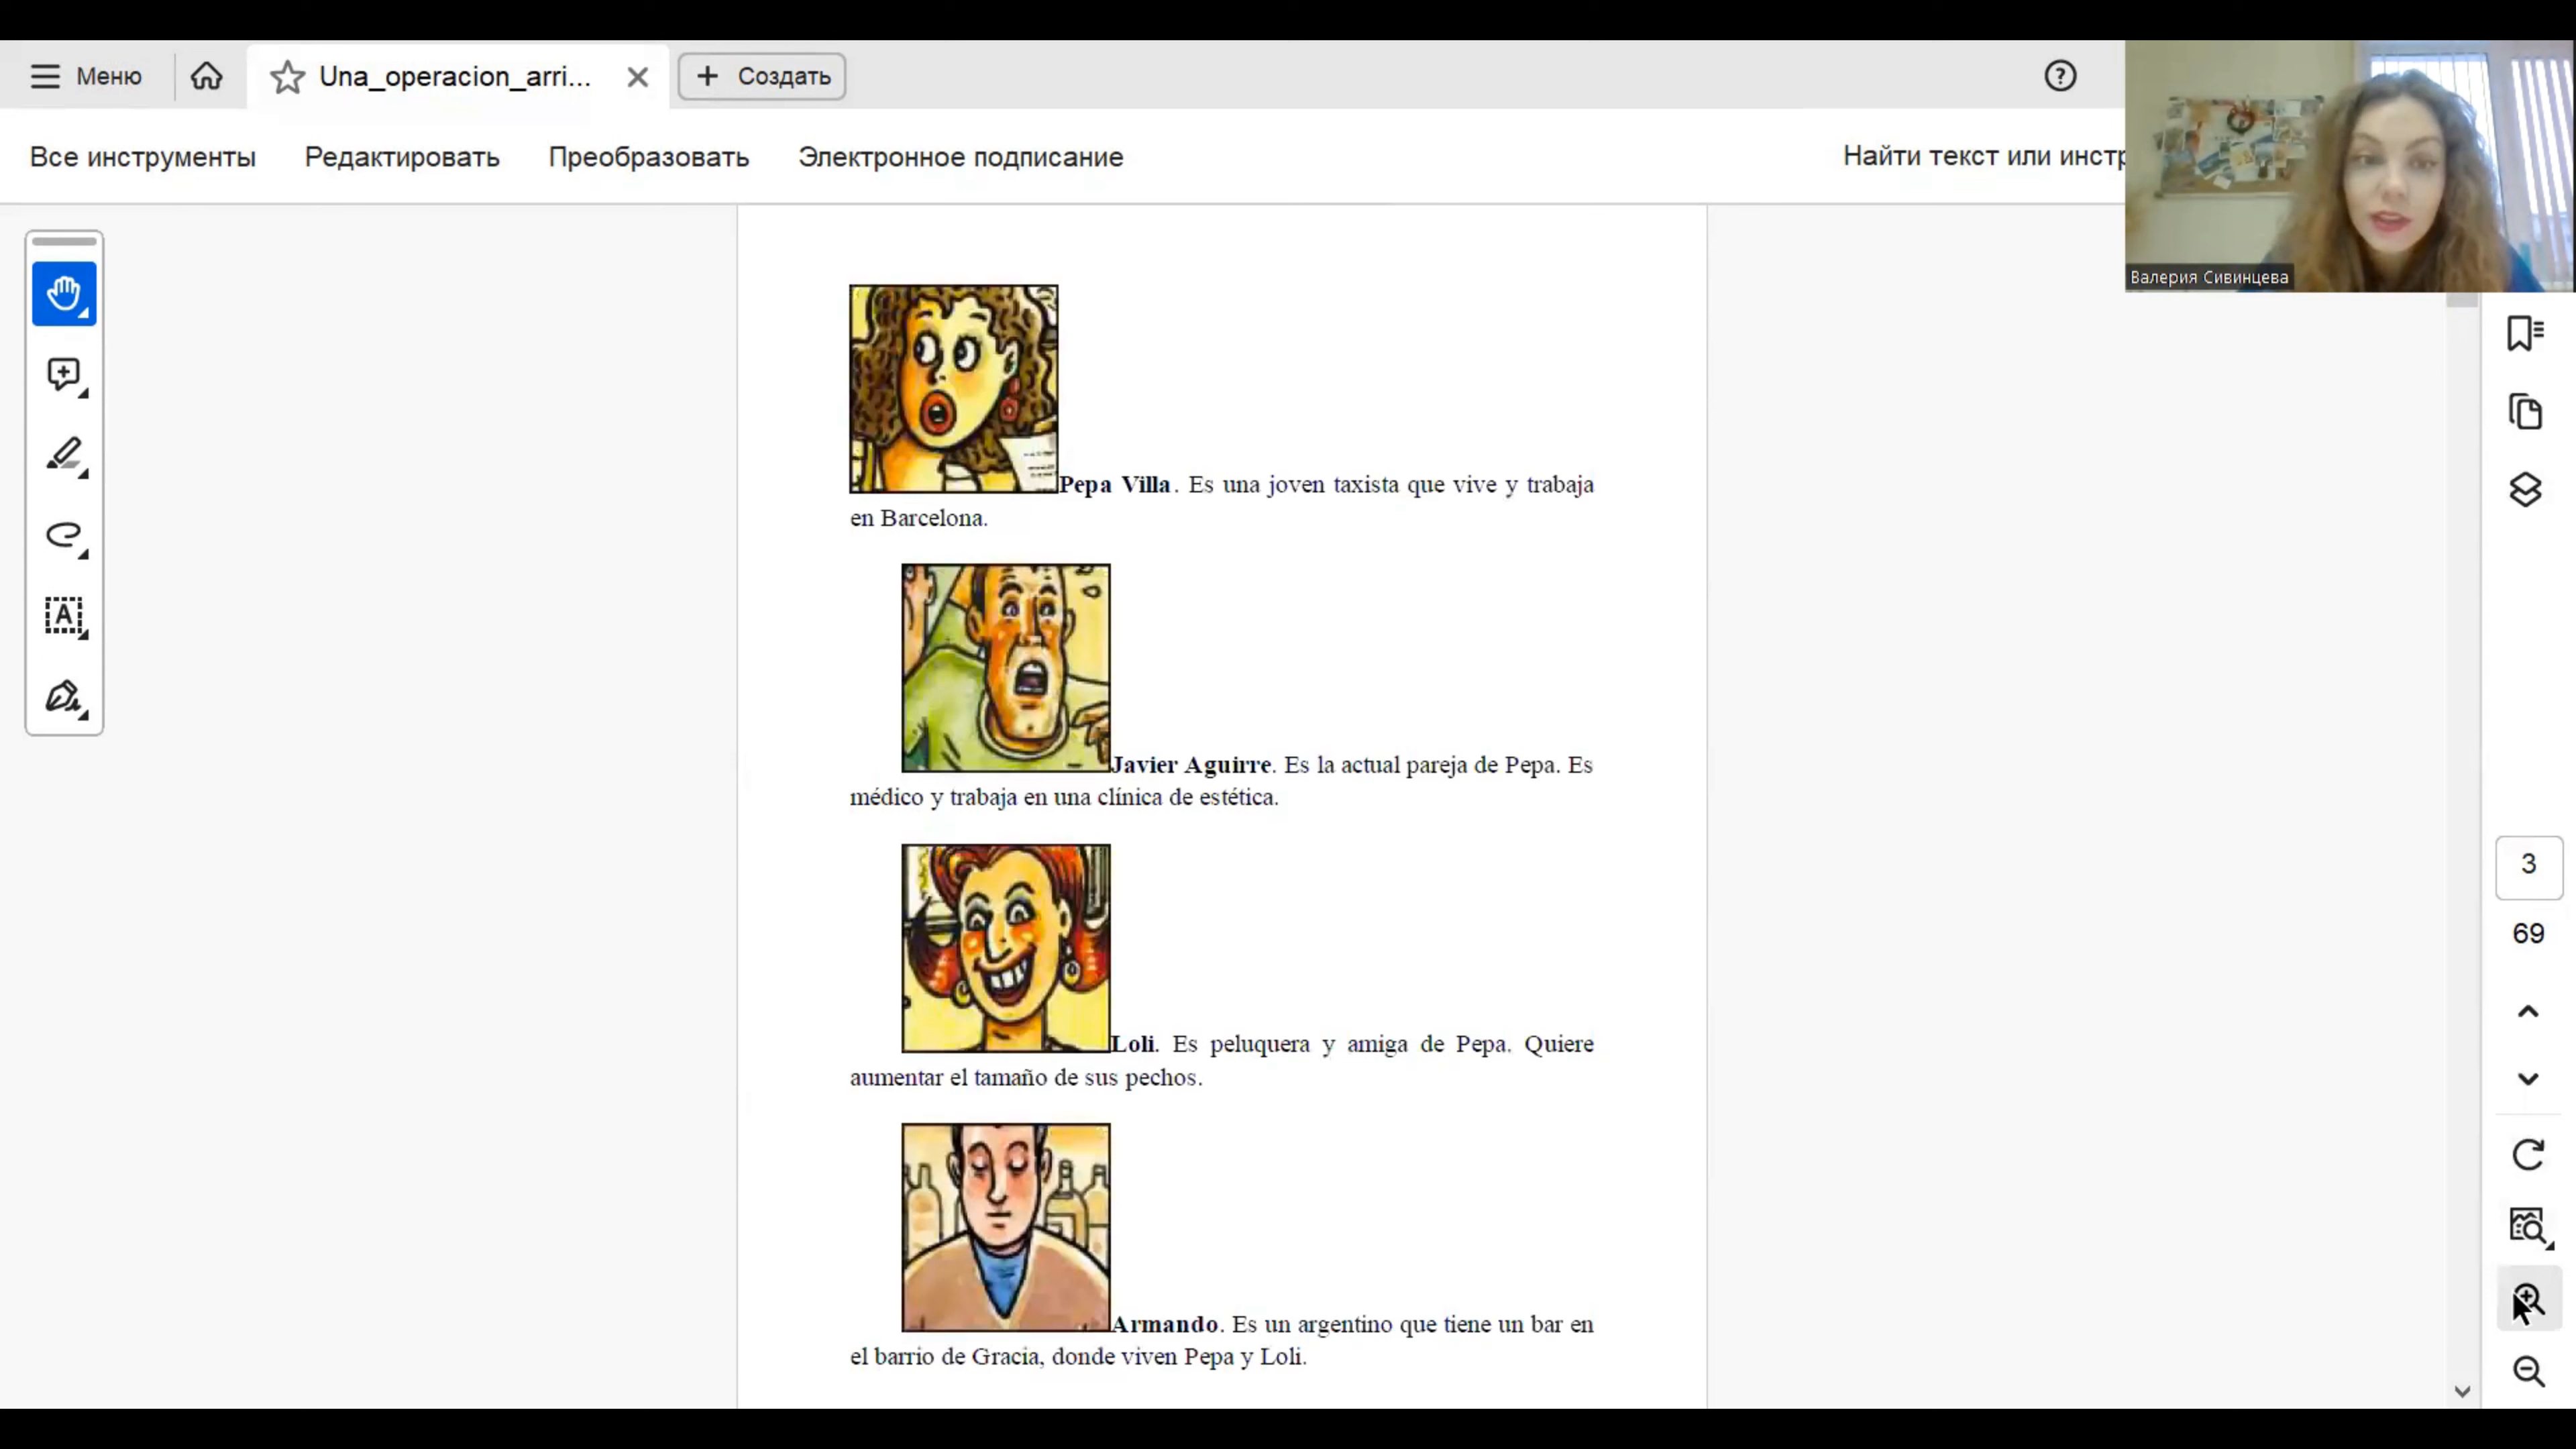 Меню
Una_operacion_arri...
Создать
Все инструменты
Редактировать
Преобразовать
Электронное подписание
Найти текст или инстр
Валерия Сивинцева
Pepa Villa. Es una joven taxista que vive y trabaja
en Barcelona.
Javier Aguirre. Es la actual pareja de Pepa. Es
médico y trabaja en una clínica de estética.
Loli. Es peluquera y amiga de Pepa. Quiere
aumentar el tamaño de sus pechos.
Armando. Es un argentino que tiene un bar en
el barrio de Gracia, donde viven Pepa y Loli.
3
69